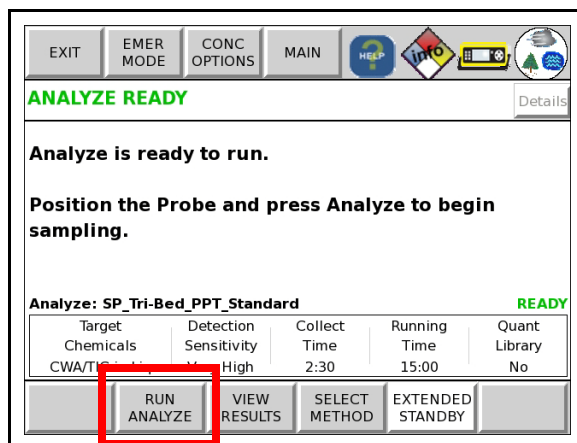 EXIT
EMER
MODE
CONC
OPTIONS
MAIN
HELP
info
ANALYZE READY
Details
Analyze is ready to run.
Position the Probe and press Analyze to begin
sampling.
Analyze: SP_Tri-Bed_PPT_Standard READY
Target Detection Collect Running Quant
Chemicals Sensitivity Time Time Library
High 2:30 15:00 No
RUN
ANALYZE
VIEW
RESULTS
SELECT
METHOD
EXTENDED
STANDBY